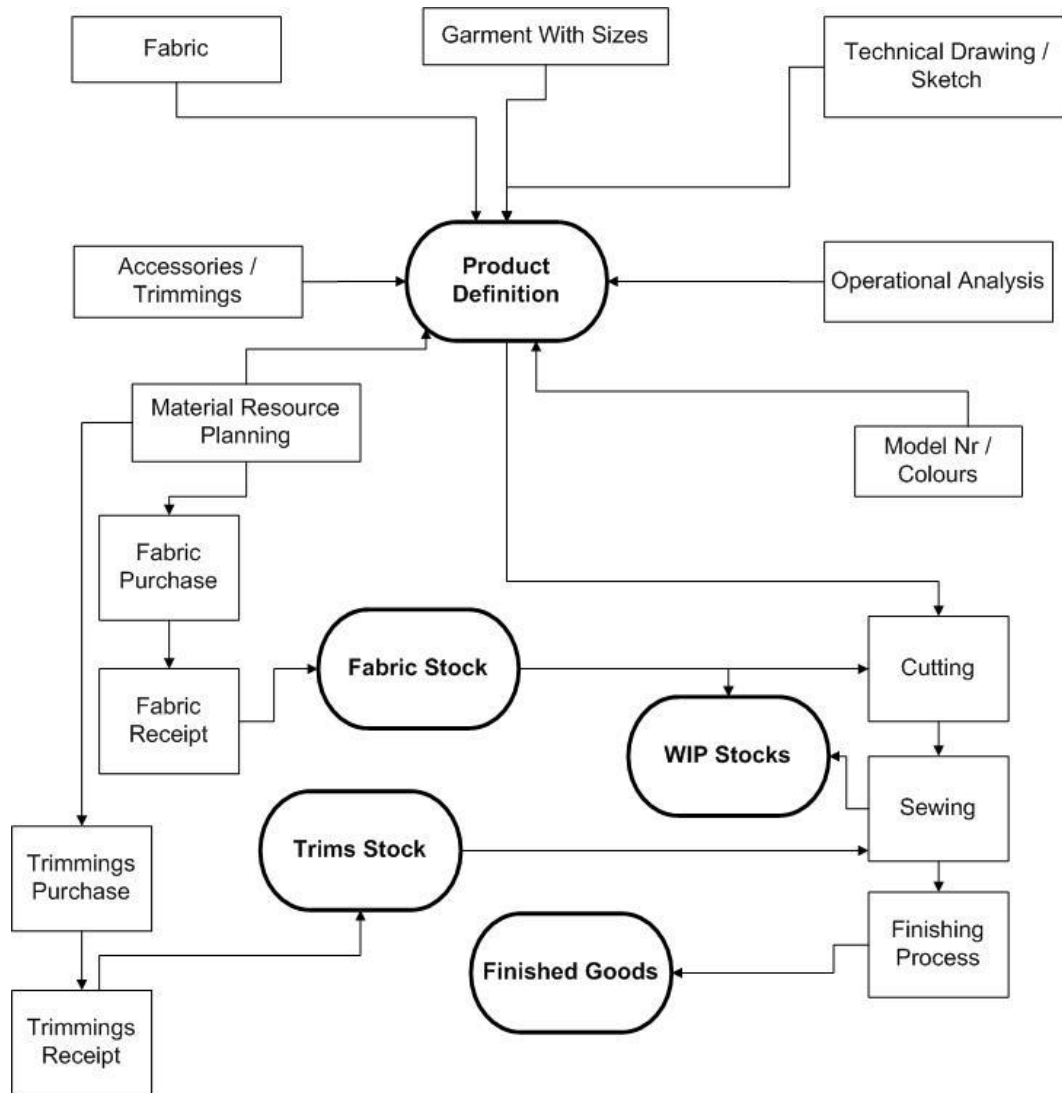 Fabric
Garment With Sizes
Technical Drawing /
Sketch
Accessories /
Trimmings
Product
Definition
Operational Analysis
Material Resource
Planning
Model Nr /
Colours
Fabric
Purchase
Fabric Stock
Cutting
Fabric
Receipt
WIP Stocks
Sewing
Trims Stock
Trimmings
Purchase
Finishing
Process
Finished Goods
Trimmings
Receipt